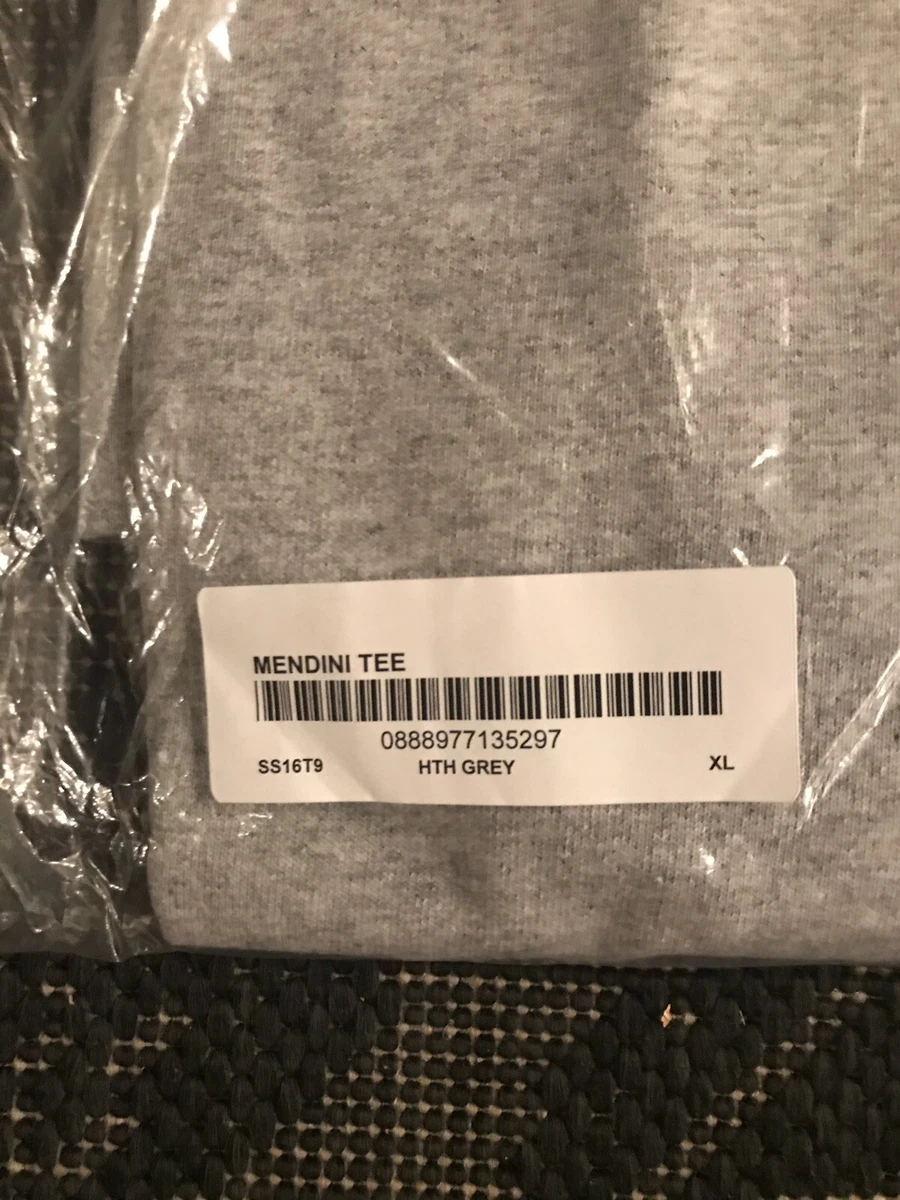 MENDINI TEE
0888977135297
SS16T9 HTH GREY XL